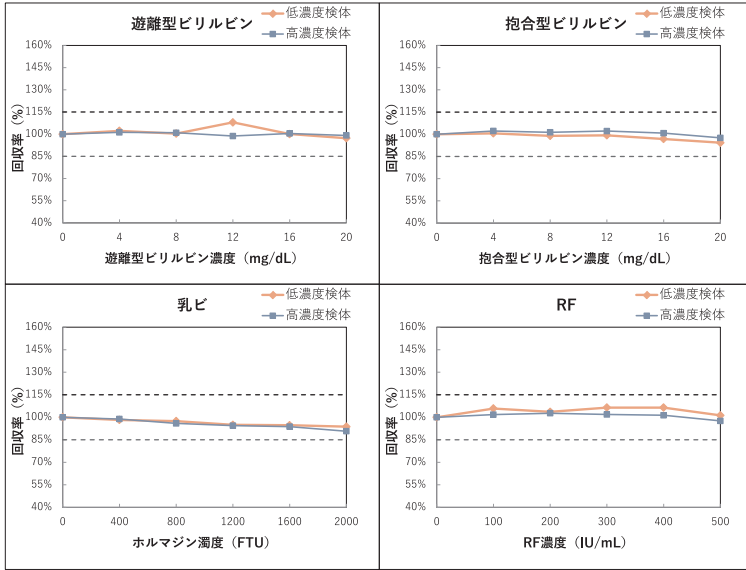 遊離型ビリルビン
低濃度検体
高濃度検体
回収率（%）
160%
145%
130%
115%
100%
85%
70%
55%
40%
0 4 8 12 16 20
遊離型ビリルビン濃度（mg/dL）
抱合型ビリルビン
低濃度検体
高濃度検体
回収率（%）
160%
145%
130%
115%
100%
85%
70%
55%
40%
0 4 8 12 16 20
抱合型ビリルビン濃度（mg/dL）
乳ビ
低濃度検体
高濃度検体
回収率（%）
160%
145%
130%
115%
100%
85%
70%
55%
40%
0 400 800 1200 1600 2000
ホルマジン濁度（FTU）
RF
低濃度検体
高濃度検体
回収率（%）
160%
145%
130%
115%
100%
85%
70%
55%
40%
0 100 200 300 400 500
RF濃度（IU/mL）